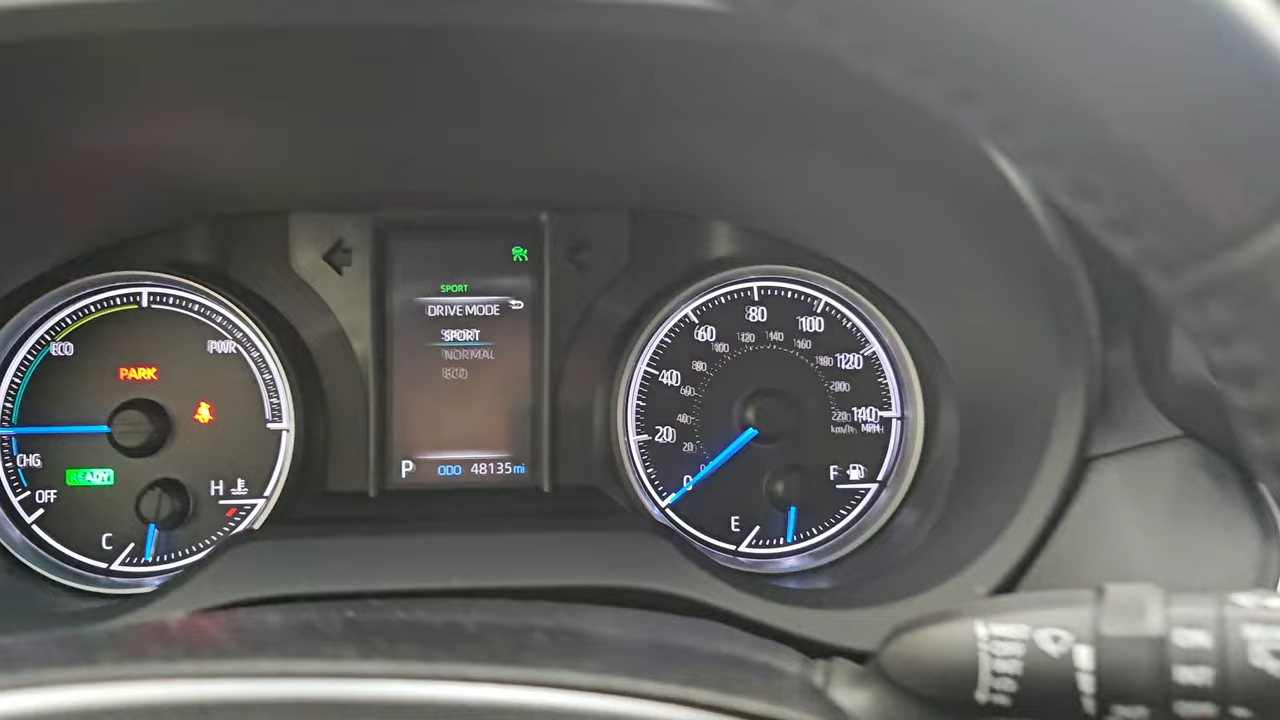 ECO
PWR
PARK
CHG
READY
OFF
H
C
SPORT
DRIVE MODE
SPORT
NORMAL
ECO
P ODO 48135 mi
0
20
40
60
80
100
120
140
MPH
km/h
20
40
60
80
100
120
140
160
180
200
220
0
F
E